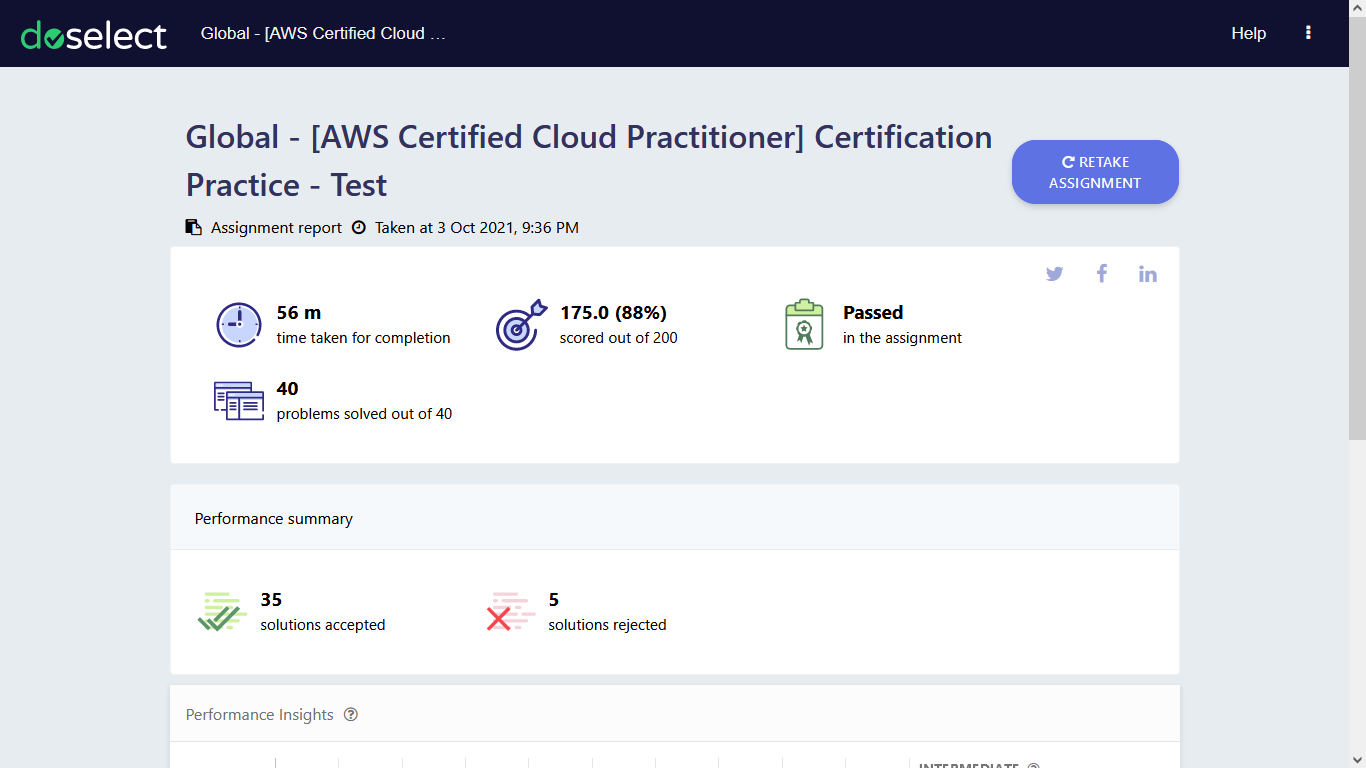 doselect
Global - [AWS Certified Cloud …
Help
Global - [AWS Certified Cloud Practitioner] Certification
Practice - Test
RETAKE
ASSIGNMENT
Assignment report Taken at 3 Oct 2021, 9:36 PM
56 m
time taken for completion
175.0 (88%)
scored out of 200
Passed
in the assignment
40
problems solved out of 40
Performance summary
35
solutions accepted
5
solutions rejected
Performance Insights
INTERMEDIATE